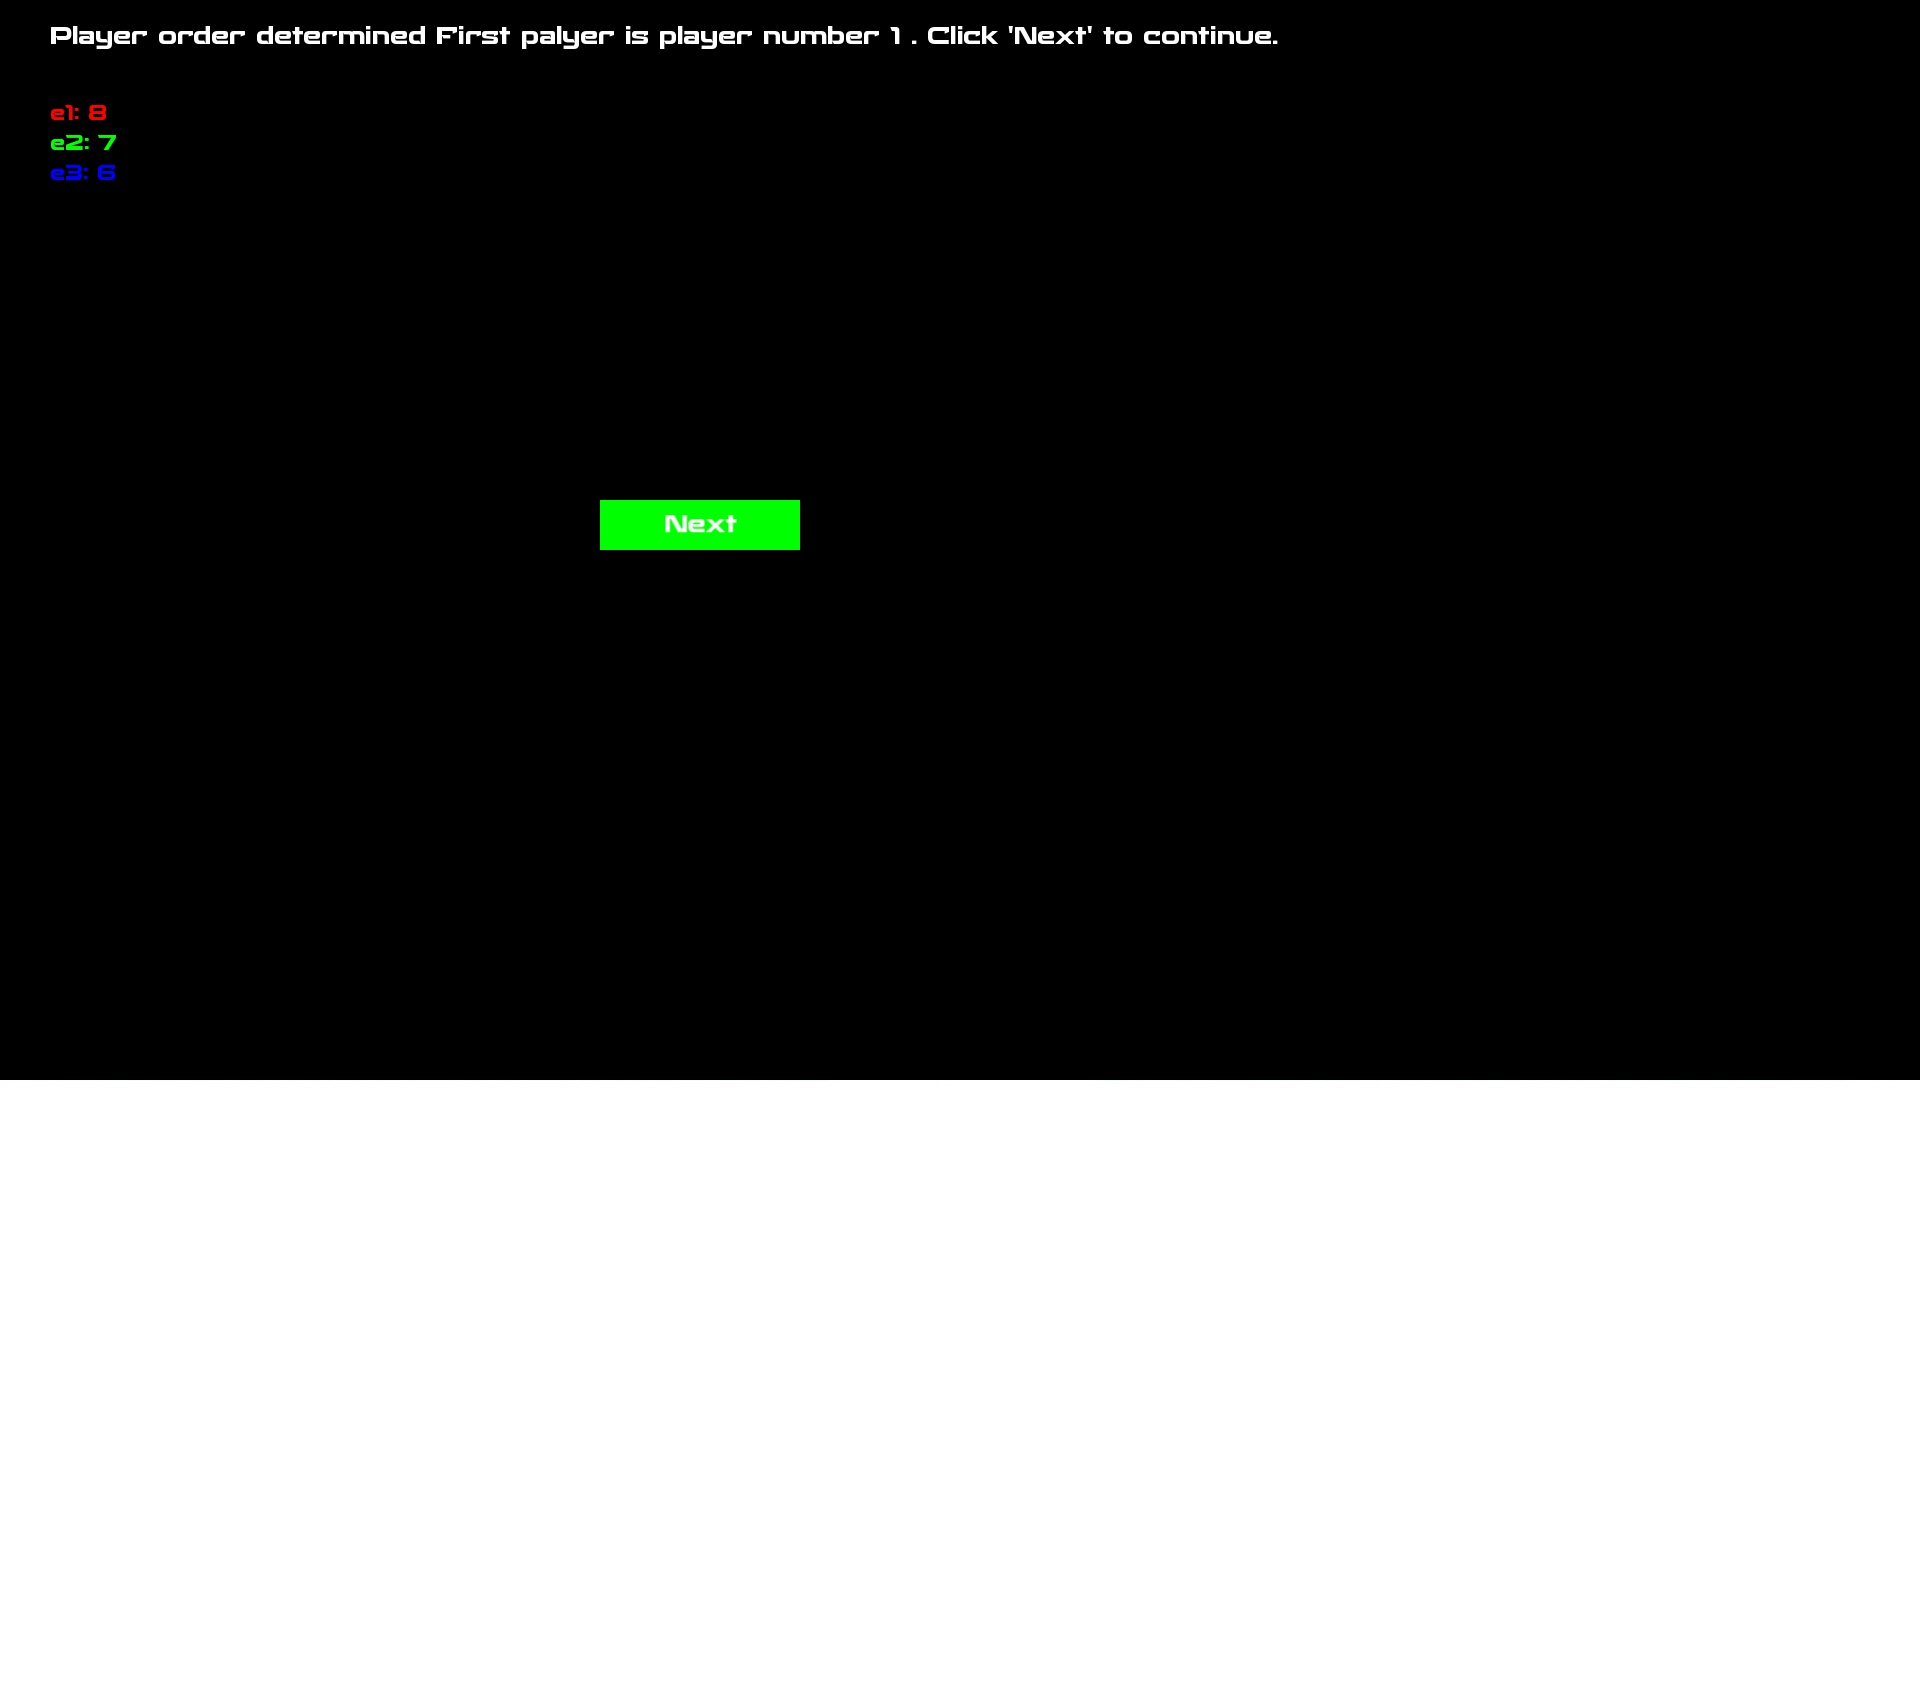 Player order determined First palyer is player number 1 . Click 'Next' to continue.
e1: 8
e2: 7
e3: 6
Next